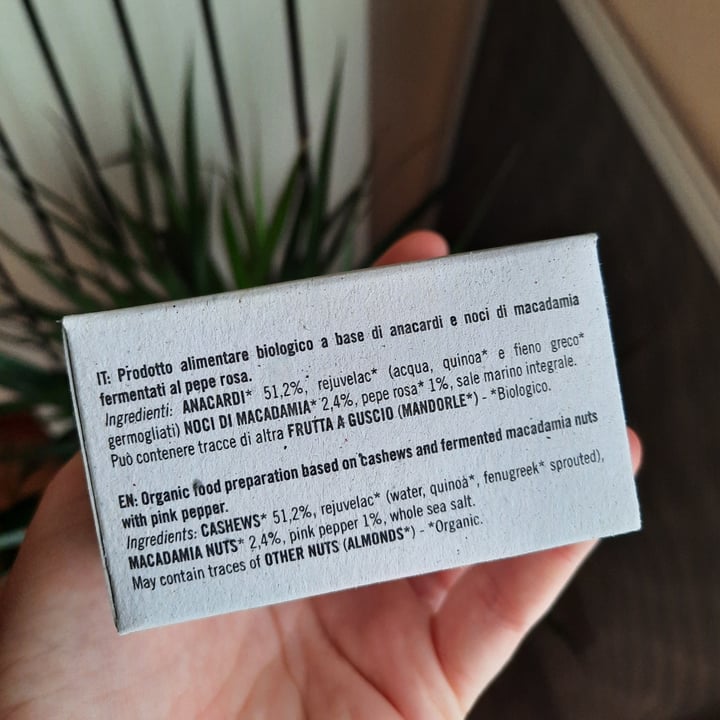 IT: Prodotto alimentare biologico a base di anacardi e noci di macadamia
fermentati al pepe rosa.
Ingredienti: ANACARDI* 51,2%, rejuvelac* (acqua, quinoa* e fieno greco*
germogliati) NOCI DI MACADAMIA* 2,4%, pepe rosa* 1%, sale marino integrale.
Può contenere tracce di altra FRUTTA A GUSCIO (MANDORLE*) - *Biologico.
EN: Organic food preparation based on cashews and fermented macadamia nuts
with pink pepper.
Ingredients: CASHEWS* 51,2%, rejuvelac* (water, quinoà*, fenugreek* sprouted),
MACADAMIA NUTS* 2,4%, pink pepper 1%, whole sea salt.
May contain traces of OTHER NUTS (ALMONDS*) - *Organic.